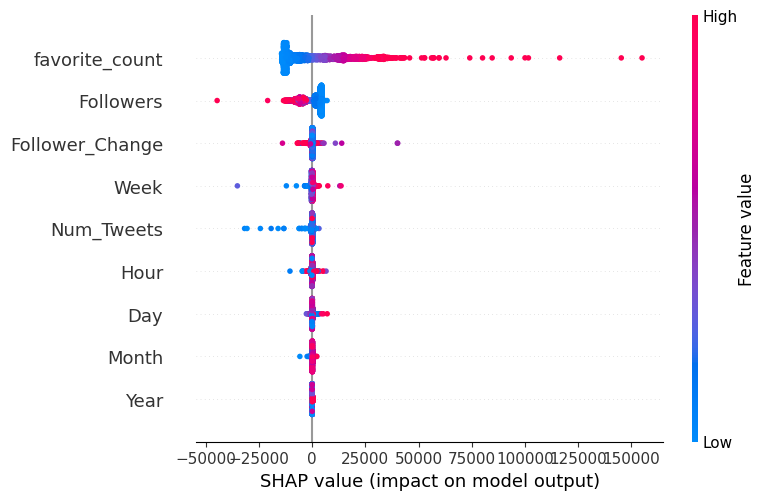 High
favorite_count
Followers
Follower_Change
Week
Num_Tweets
Hour
Day
Month
Year
Feature value
Low
−50000 −25000 0 25000 50000 75000 100000 125000 150000
SHAP value (impact on model output)